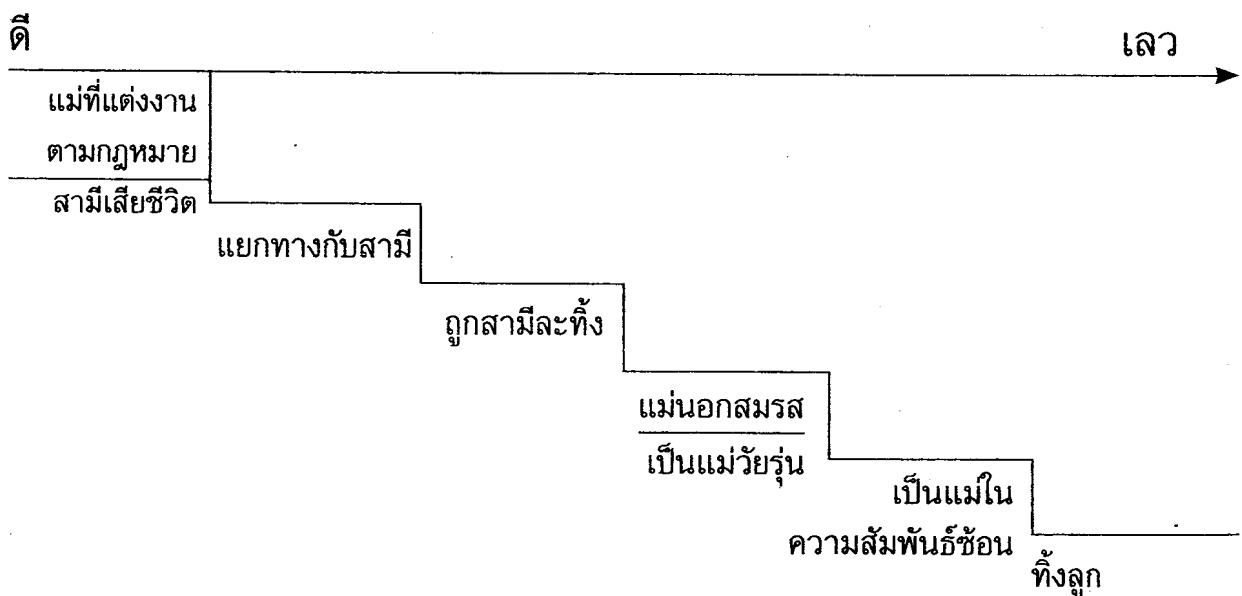 ดี
เลว
แม่ที่แต่งงาน
ตามกฎหมาย
สามีเสียชีวิต
แยกทางกับสามี
ถูกสามีละทิ้ง
แม่นอกสมรส
เป็นแม่วัยรุ่น
เป็นแม่ใน
ความสัมพันธ์ซ้อน
ทิ้งลูก